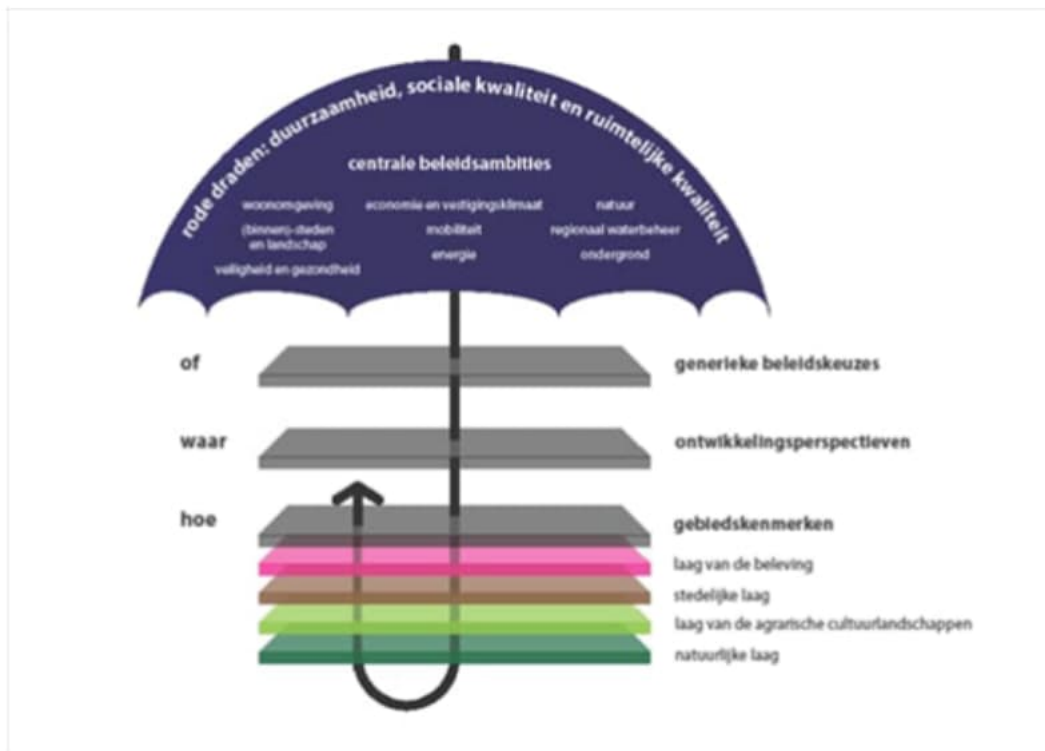 rode draden: duurzaamheid, sociale kwaliteit en ruimtelijke kwaliteit
centrale beleidsambities
woonomgeving
(binnen)-steden
en landschap
veiligheid en gezondheid
economie en vestigingsklimaat
mobiliteit
energie
natuur
regionaal waterbeheer
ondergrond
of
generieke beleidskeuzes
waar
ontwikkelingsperspectieven
hoe
gebiedskenmerken
laag van de beleving
stedelijke laag
laag van de agrarische cultuurlandschappen
natuurlijke laag